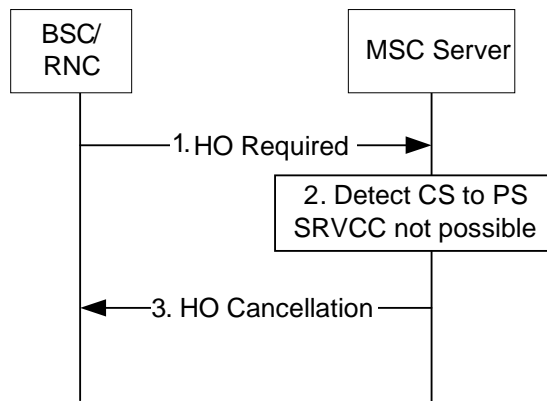 BSC/
RNC
MSC Server
1. HO Required
2. Detect CS to PS
SRVCC not possible
3. HO Cancellation